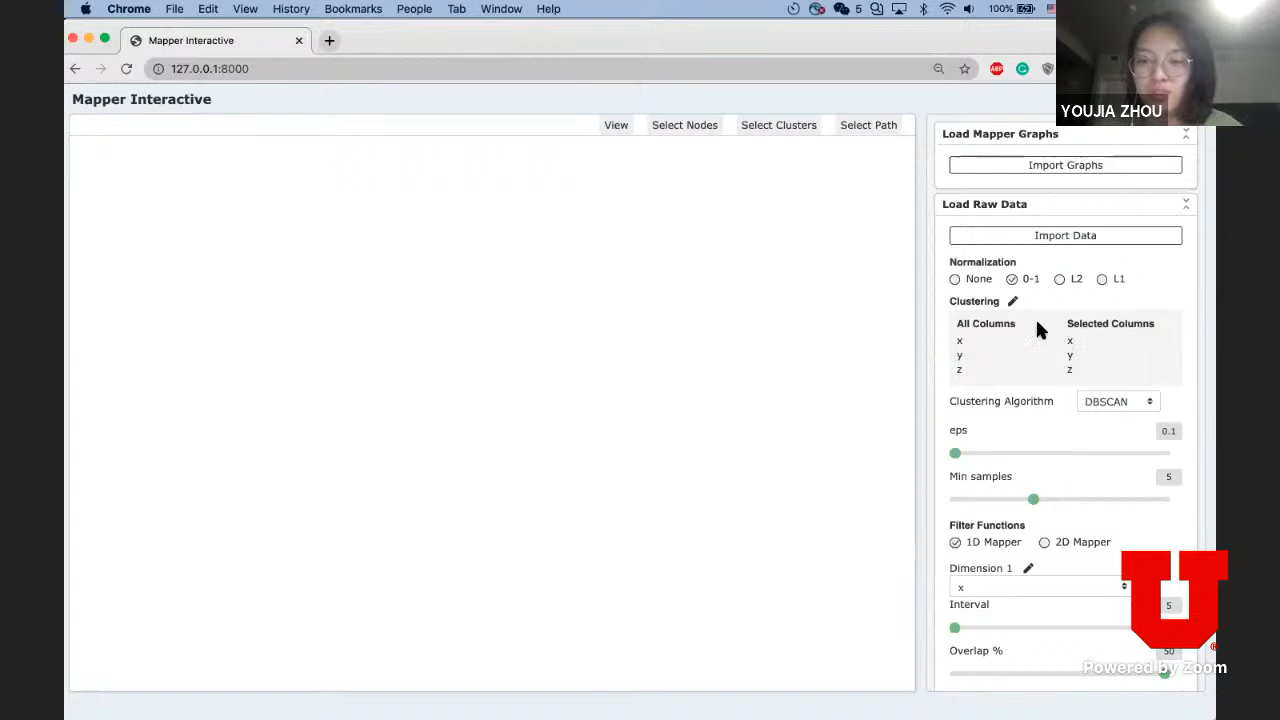 Chrome File Edit View History Bookmarks People Tab Window Help 5 100%
Mapper Interactive
127.0.0.1:8000
ABP
YOUJIA ZHOU
Mapper Interactive
View Select Nodes Select Clusters Select Path
Load Mapper Graphs
Import Graphs
Load Raw Data
Import Data
Normalization
None 0-1 L2 L1
Clustering
All Columns Selected Columns
x x
y y
z z
Clustering Algorithm DBSCAN
eps 0.1
Min samples 5
Filter Functions
1D Mapper 2D Mapper
Dimension 1
x
Interval 5
Overlap % 50
U
Powered by Zoom